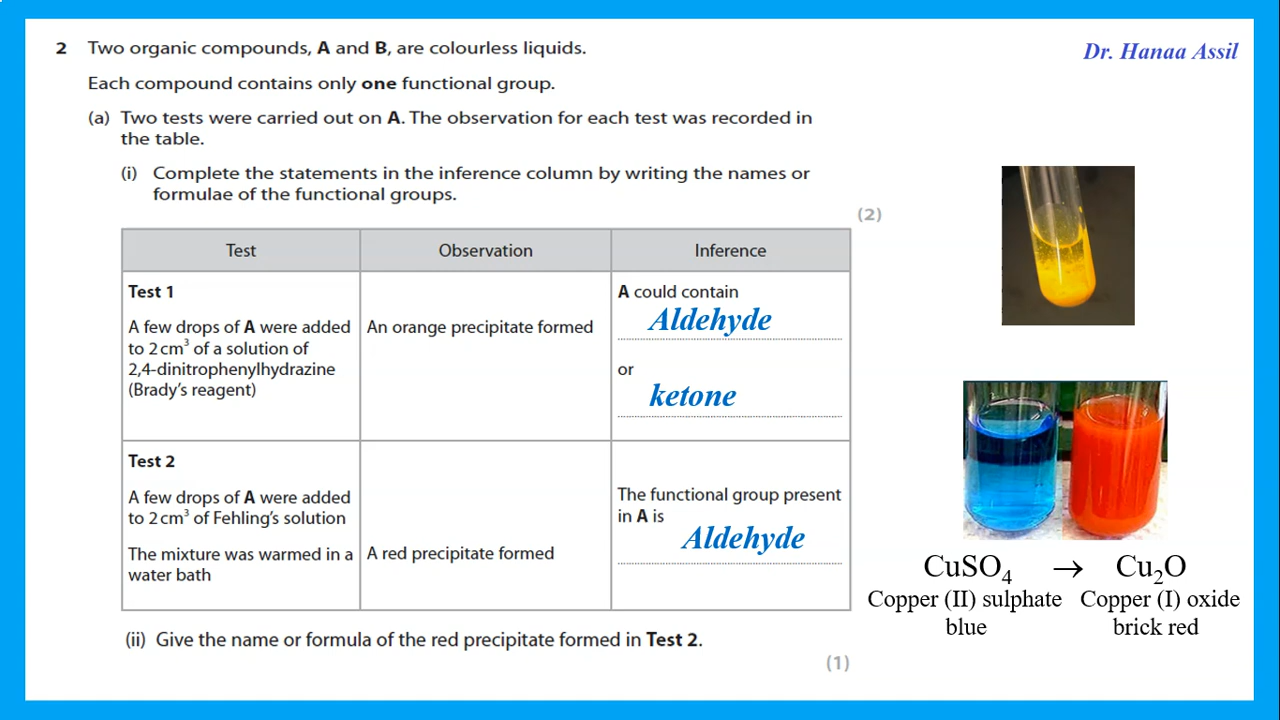 Dr. Hanaa Assil
2 Two organic compounds, A and B, are colourless liquids.
Each compound contains only one functional group.
(a) Two tests were carried out on A. The observation for each test was recorded in
the table.
(i) Complete the statements in the inference column by writing the names or
formulae of the functional groups.
(2)
Test Observation Inference
Test 1
A few drops of A were added
to 2 cm³ of a solution of
2,4-dinitrophenylhydrazine
(Brady's reagent)
An orange precipitate formed
A could contain
Aldehyde
or
ketone
Test 2
A few drops of A were added
to 2 cm³ of Fehling's solution
The mixture was warmed in a
water bath
A red precipitate formed
The functional group present
in A is
Aldehyde
CuSO₄ → Cu₂O
Copper (II) sulphate Copper (I) oxide
blue brick red
(ii) Give the name or formula of the red precipitate formed in Test 2.
(1)